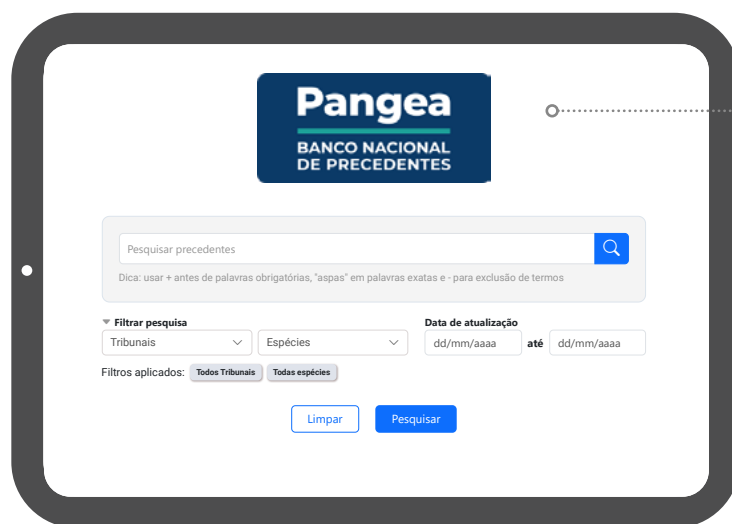 Pangea
BANCO NACIONAL
DE PRECEDENTES
Pesquisar precedentes
Dica: usar + antes de palavras obrigatórias, "aspas" em palavras exatas e - para exclusão de termos
Filtrar pesquisa Data de atualização
Tribunais Espécies dd/mm/aaaa até dd/mm/aaaa
Filtros aplicados: Todos Tribunais Todas espécies
Limpar Pesquisar